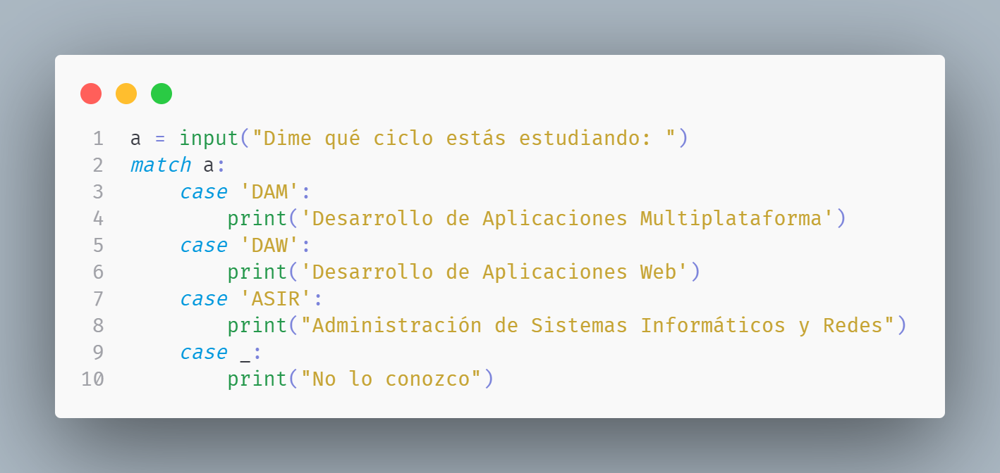 1 a = input("Dime qué ciclo estás estudiando: ")
2 match a:
3     case 'DAM':
4         print('Desarrollo de Aplicaciones Multiplataforma')
5     case 'DAW':
6         print('Desarrollo de Aplicaciones Web')
7     case 'ASIR':
8         print("Administración de Sistemas Informáticos y Redes")
9     case _:
10         print("No lo conozco")